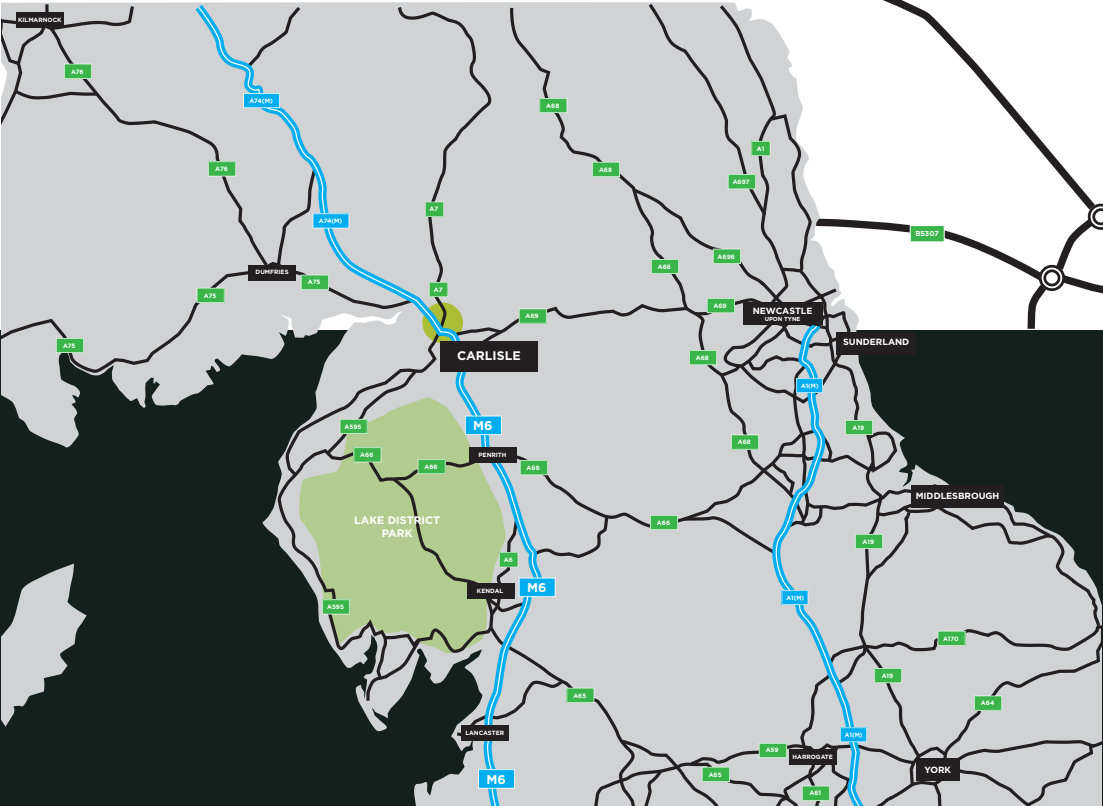 KILMARNOCK
A76
A74(M)
A68
A1
A76
A68
A697
A7
A74(M)
B5307
A696
A68
DUMFRIES
A75
A75
A7
A69
A69
NEWCASTLE
UPON TYNE
SUNDERLAND
A75
CARLISLE
A68
A1(M)
M6
A595
A19
A68
A66
PENRITH
A66
A66
MIDDLESBROUGH
LAKE DISTRICT
PARK
A66
A19
A6
M6
KENDAL
A1(M)
A595
A170
A19
A65
A64
LANCASTER
A1(M)
A59
HARROGATE
YORK
A65
M6
A61